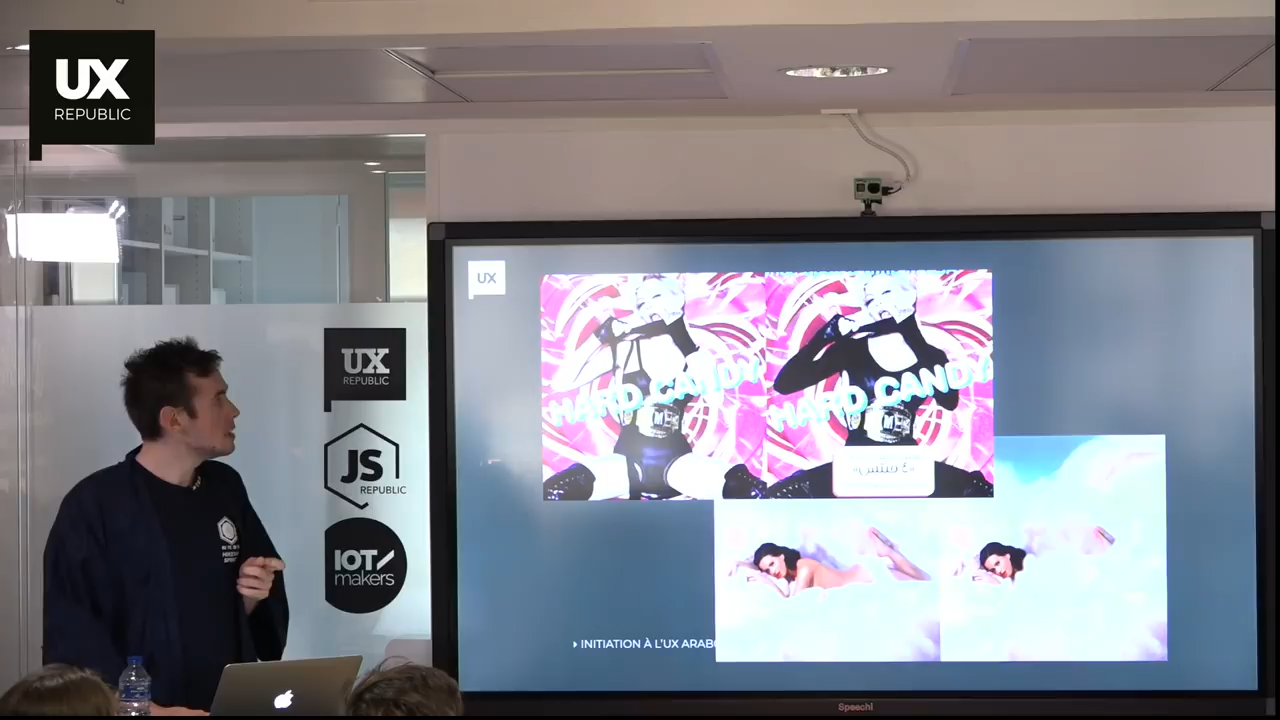 UX
REPUBLIC
UX
REPUBLIC
JS
REPUBLIC
IOT/
makers
UX
HARD CANDY
HARD CANDY
INITIATION À L'UX ARAB
Speechi